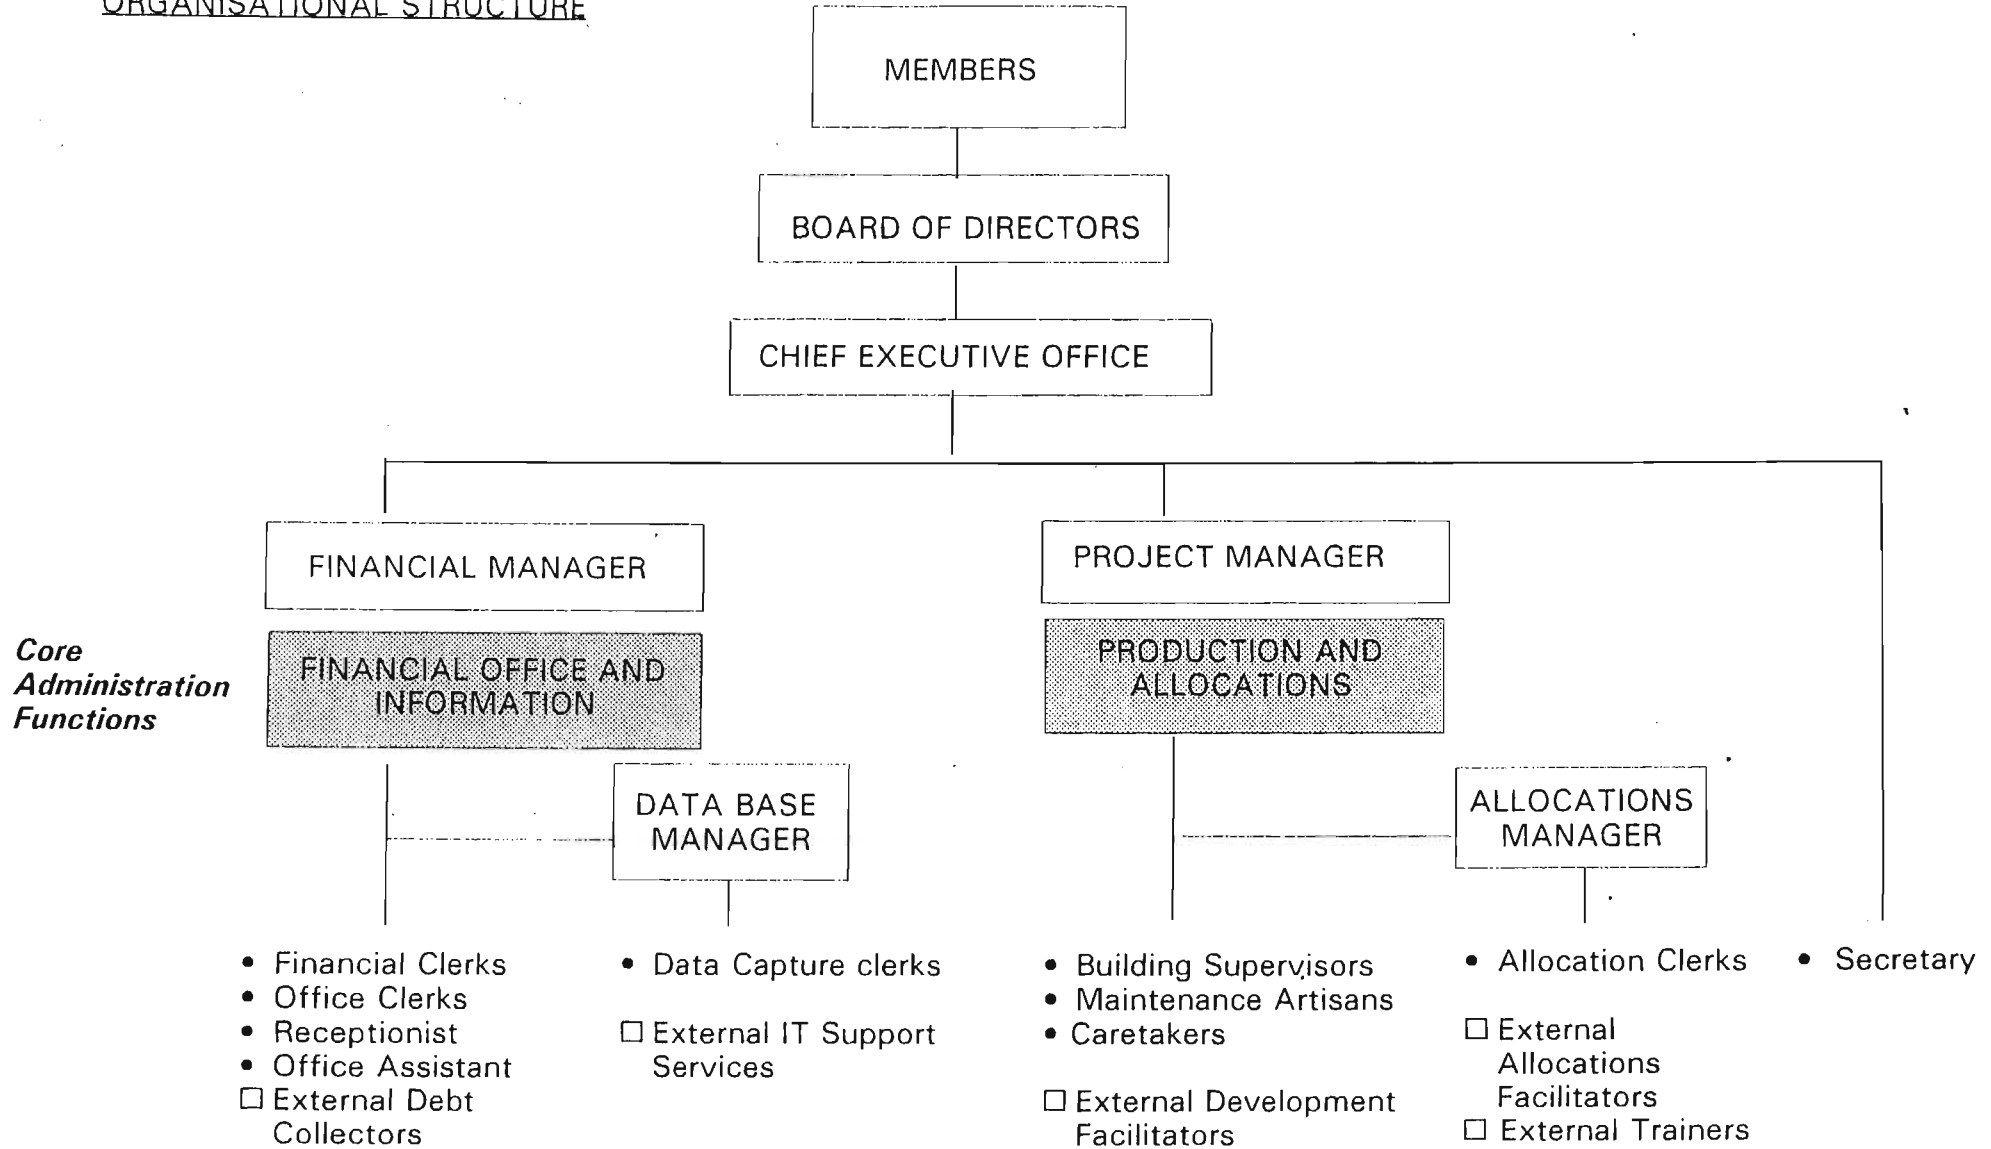 ORGANISATIONAL STRUCTURE
MEMBERS
BOARD OF DIRECTORS
CHIEF EXECUTIVE OFFICE
FINANCIAL MANAGER
PROJECT MANAGER
Core
Administration
Functions
FINANCIAL OFFICE AND
INFORMATION
PRODUCTION AND
ALLOCATIONS
DATA BASE
MANAGER
ALLOCATIONS
MANAGER
• Financial Clerks
• Office Clerks
• Receptionist
• Office Assistant
□ External Debt
Collectors
• Data Capture clerks
□ External IT Support
Services
• Building Supervisors
• Maintenance Artisans
• Caretakers
□ External Development
Facilitators
• Allocation Clerks
□ External
Allocations
Facilitators
□ External Trainers
• Secretary